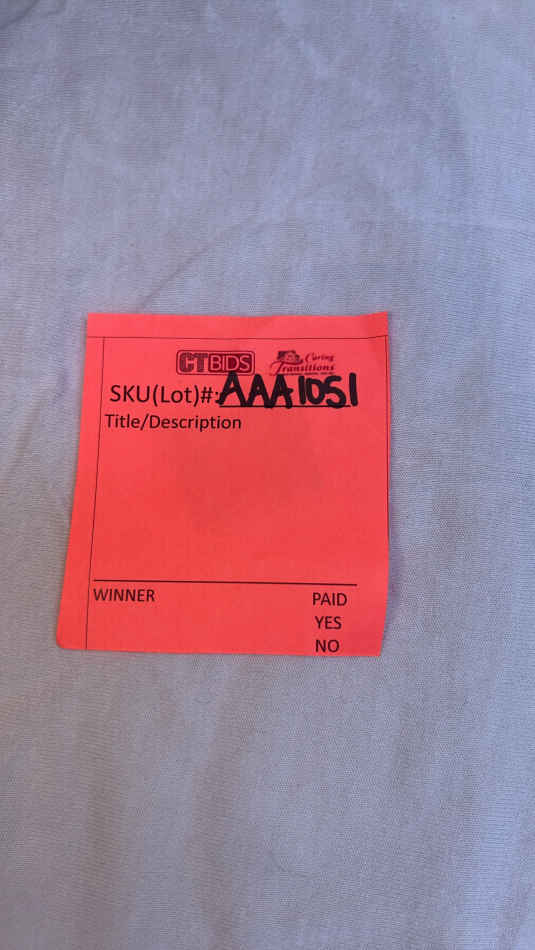 CTBIDS Caring Transitions
SKU(Lot)#: AAA1051
Title/Description
WINNER PAID
YES
NO